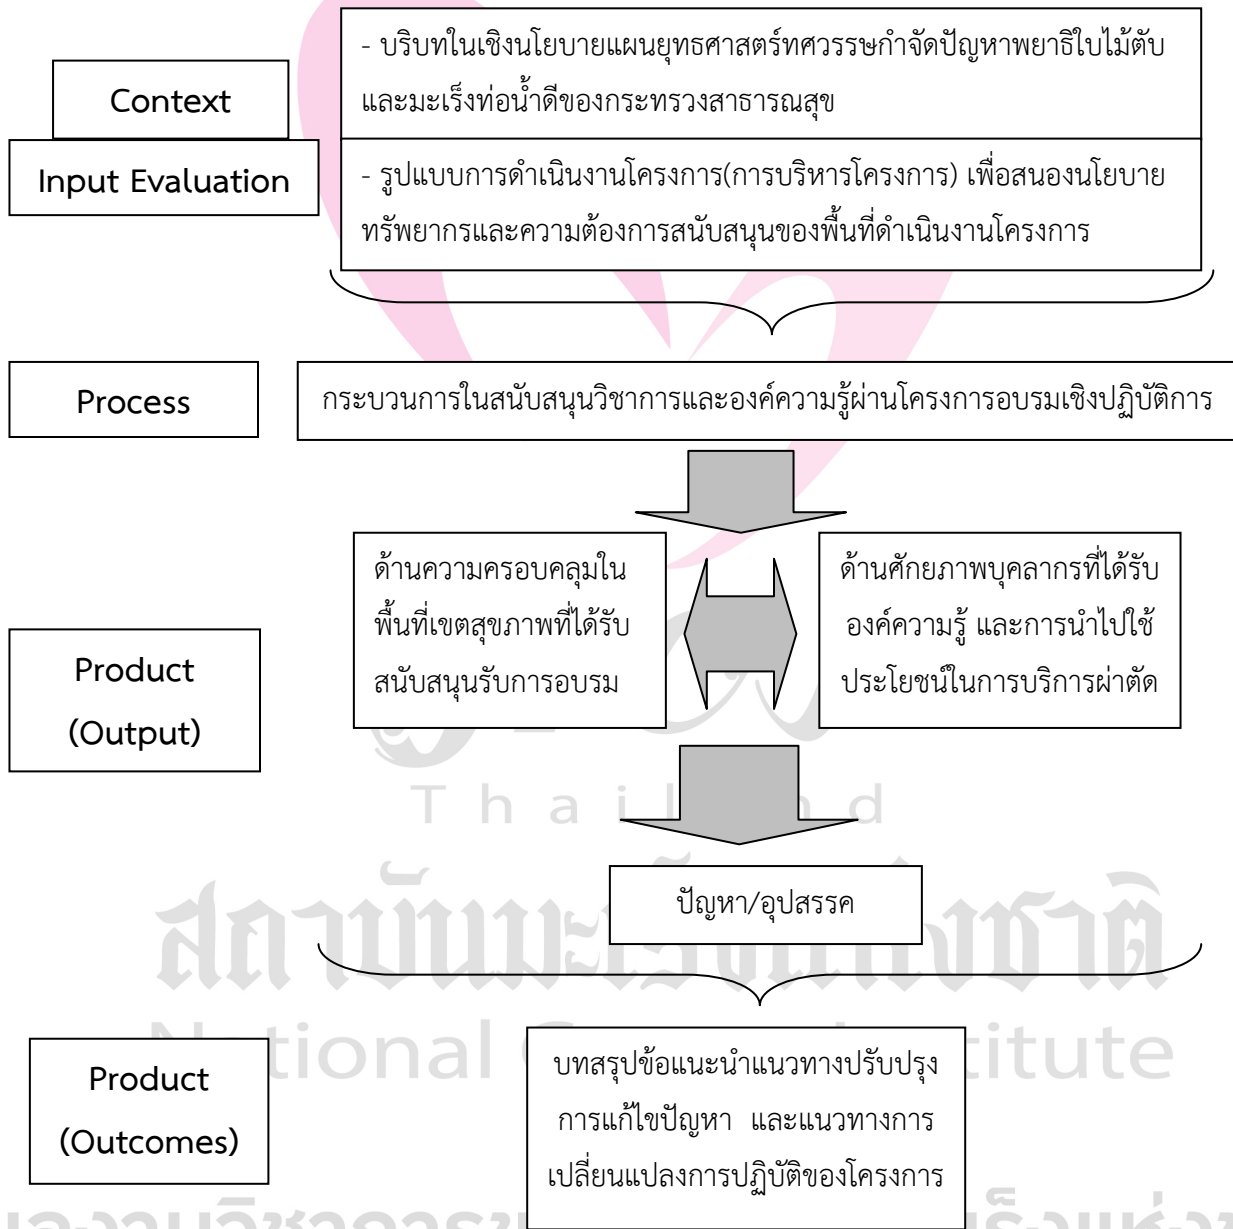 - บริบทในเชิงนโยบายแผนยุทธศาสตร์ทศวรรษกำจัดปัญหาพยาธิใบไม้ตับ
และมะเร็งท่อน้ำดีของกระทรวงสาธารณสุข
Context
Input Evaluation
- รูปแบบการดำเนินงานโครงการ(การบริหารโครงการ) เพื่อสนองนโยบาย
ทรัพยากรและความต้องการสนับสนุนของพื้นที่ดำเนินงานโครงการ
Process
กระบวนการในสนับสนุนวิชาการและองค์ความรู้ผ่านโครงการอบรมเชิงปฏิบัติการ
ด้านความครอบคลุมใน
พื้นที่เขตสุขภาพที่ได้รับ
สนับสนุนรับการอบรม
ด้านศักยภาพบุคลากรที่ได้รับ
องค์ความรู้ และการนำไปใช้
ประโยชน์ในการบริการผ่าตัด
Product
(Output)
Thailand
ปัญหา/อุปสรรค
สถาบันมะเร็งแห่งชาติ
National Institute
Product
(Outcomes)
บทสรุปข้อแนะนำแนวทางปรับปรุง
การแก้ไขปัญหา และแนวทางการ
เปลี่ยนแปลงการปฏิบัติของโครงการ